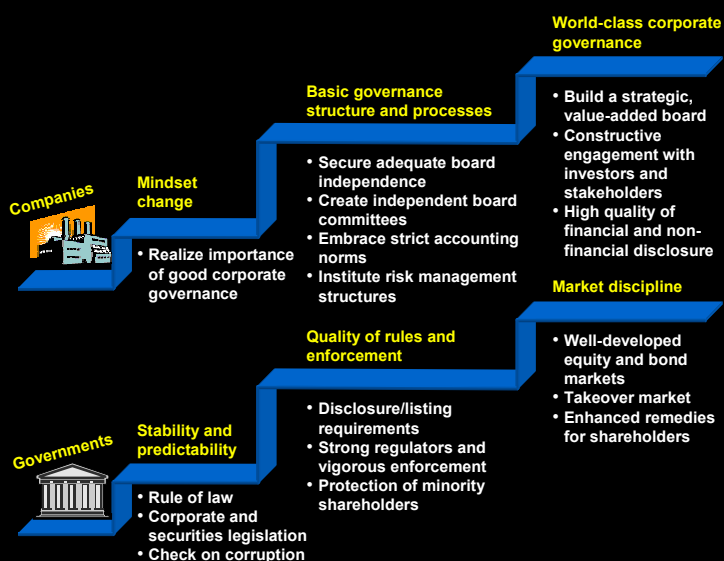 Companies
Mindset
change
• Realize importance
of good corporate
governance
Basic governance
structure and processes
• Secure adequate board
independence
• Create independent board
committees
• Embrace strict accounting
norms
• Institute risk management
structures
World-class corporate
governance
• Build a strategic,
value-added board
• Constructive
engagement with
investors and
stakeholders
• High quality of
financial and non-
financial disclosure
Governments
Stability and
predictability
• Rule of law
• Corporate and
securities legislation
• Check on corruption
Quality of rules and
enforcement
• Disclosure/listing
requirements
• Strong regulators and
vigorous enforcement
• Protection of minority
shareholders
Market discipline
• Well-developed
equity and bond
markets
• Takeover market
• Enhanced remedies
for shareholders